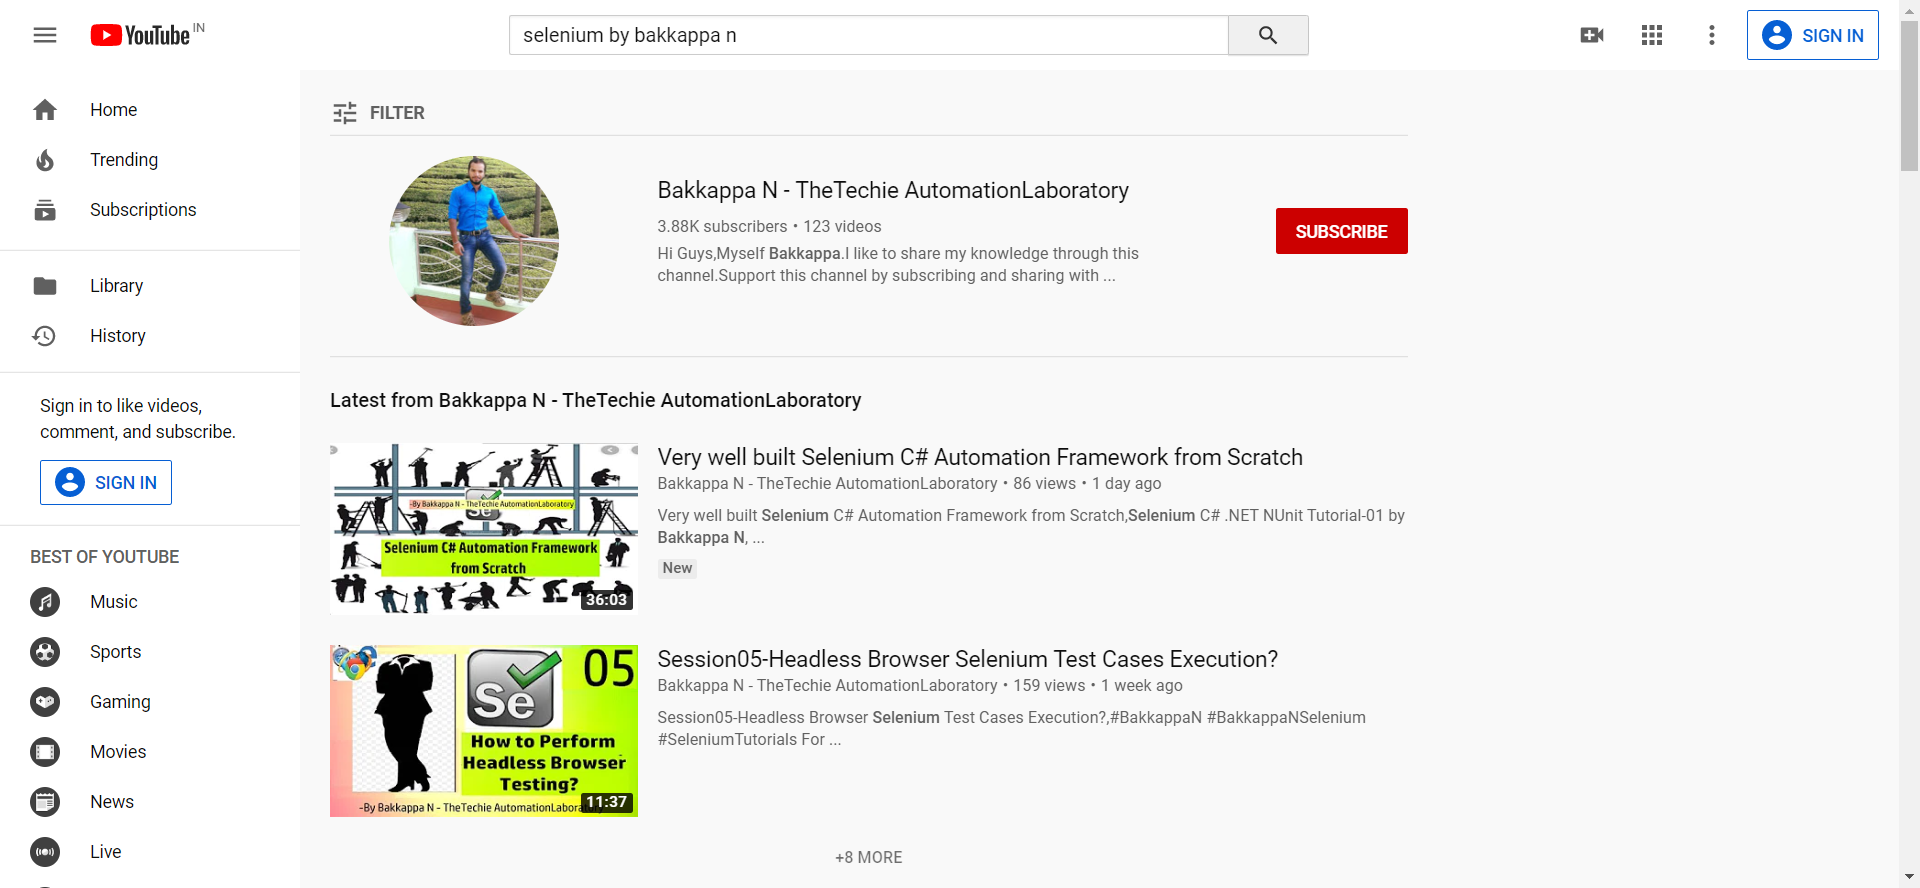 YouTube IN
selenium by bakkappa n
SIGN IN
Home
Trending
Subscriptions
Library
History
Sign in to like videos,
comment, and subscribe.
SIGN IN
BEST OF YOUTUBE
Music
Sports
Gaming
Movies
News
Live
FILTER
Bakkappa N - TheTechie AutomationLaboratory
3.88K subscribers • 123 videos
Hi Guys,Myself Bakkappa.I like to share my knowledge through this
channel.Support this channel by subscribing and sharing with ...
SUBSCRIBE
Latest from Bakkappa N - TheTechie AutomationLaboratory
-By Bakkappa N - TheTechie AutomationLaboratory
Se
Selenium C# Automation Framework
from Scratch
36:03
Very well built Selenium C# Automation Framework from Scratch
Bakkappa N - TheTechie AutomationLaboratory • 86 views • 1 day ago
Very well built Selenium C# Automation Framework from Scratch,Selenium C# .NET NUnit Tutorial-01 by
Bakkappa N, ...
New
05
Se
How to Perform
Headless Browser
Testing?
-By Bakkappa N - TheTechie AutomationLaboratory
11:37
Session05-Headless Browser Selenium Test Cases Execution?
Bakkappa N - TheTechie AutomationLaboratory • 159 views • 1 week ago
Session05-Headless Browser Selenium Test Cases Execution?,#BakkappaN #BakkappaNSelenium
#SeleniumTutorials For ...
+8 MORE